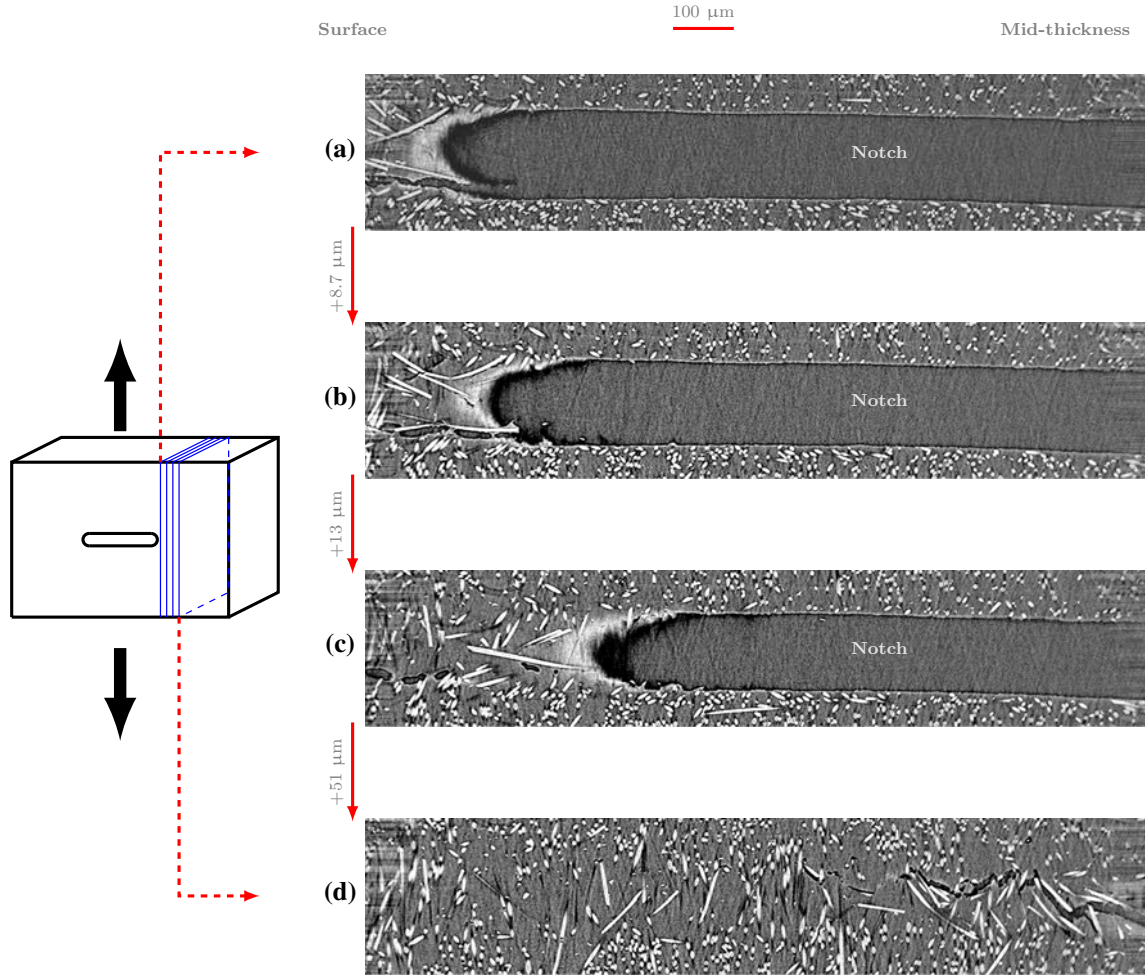 100 μm
Surface
Mid-thickness
(a)
Notch
+8.7 μm
(b)
Notch
+13 μm
(c)
Notch
+51 μm
(d)